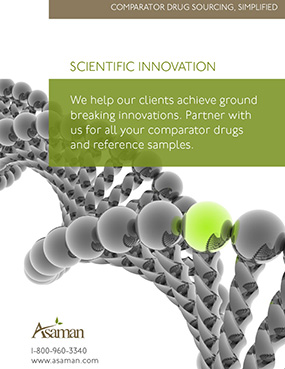 COMPARATOR DRUG SOURCING, SIMPLIFIED
SCIENTIFIC INNOVATION
We help our clients achieve ground
breaking innovations. Partner with
us for all your comparator drugs
and reference samples.
Asaman
1-800-960-3340
www.asaman.com